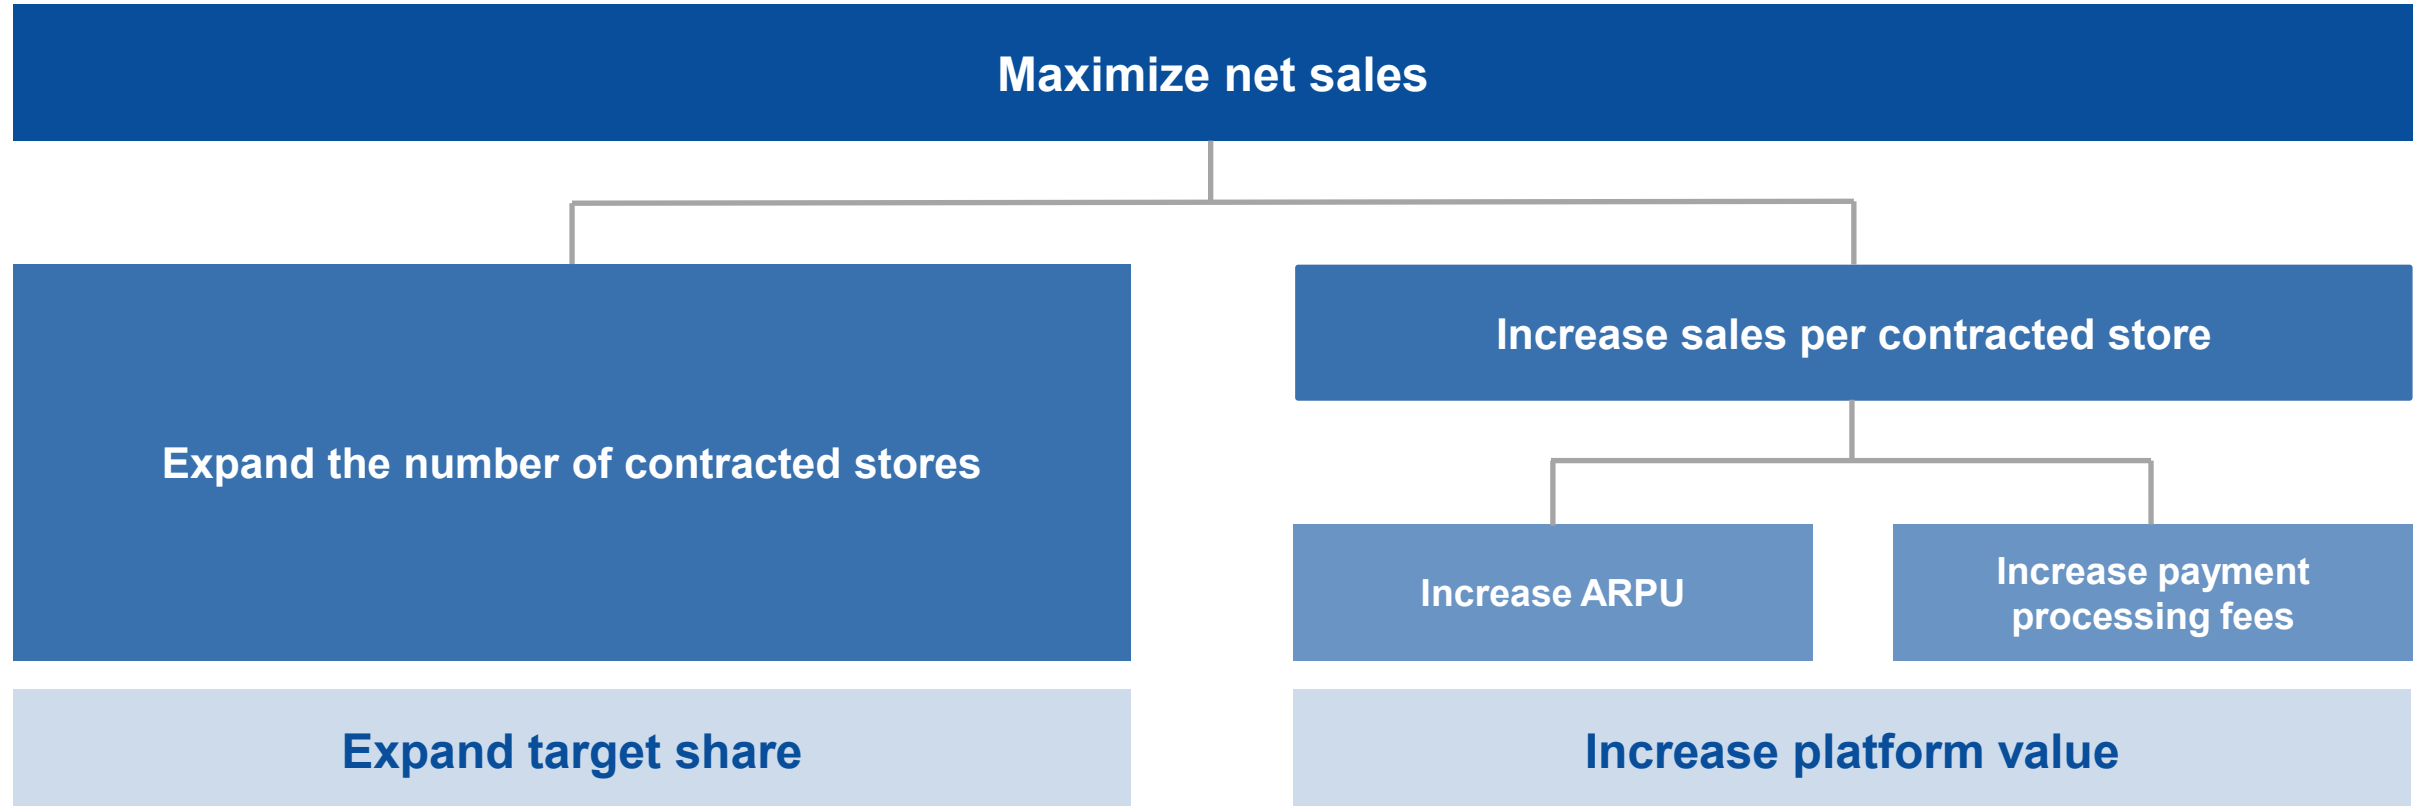 Maximize net sales
Expand the number of contracted stores
Increase sales per contracted store
Increase ARPU
Increase payment
processing fees
Expand target share
Increase platform value